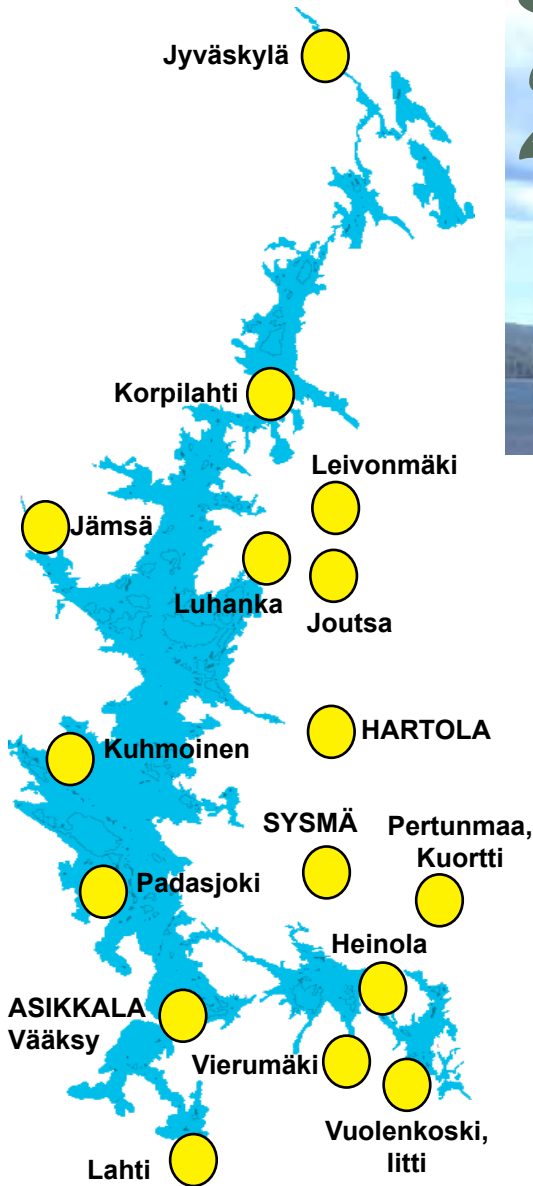 Jyväskylä
Korpilahti
Leivonmäki
Jämsä
Luhanka
Joutsa
HARTOLA
Kuhmoinen
SYSMÄ
Pertunmaa,
Kuortti
Padasjoki
Heinola
ASIKKALA
Vääksy
Vierumäki
Vuolenkoski,
Iitti
Lahti